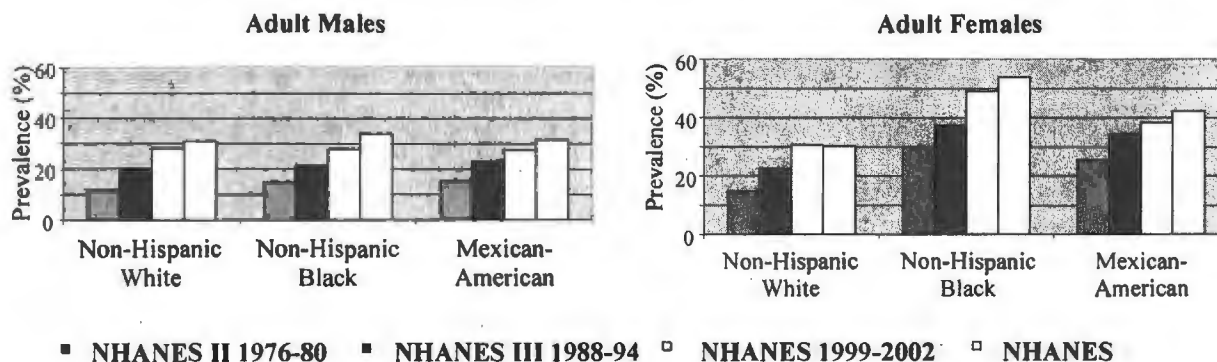 Adult Males
Prevalence (%)
60
40
20
0
Non-Hispanic
White
Non-Hispanic
Black
Mexican-
American
Adult Females
Prevalence (%)
60
40
20
0
Non-Hispanic
White
Non-Hispanic
Black
Mexican-
American
NHANES II 1976-80
NHANES III 1988-94
NHANES 1999-2002
NHANES